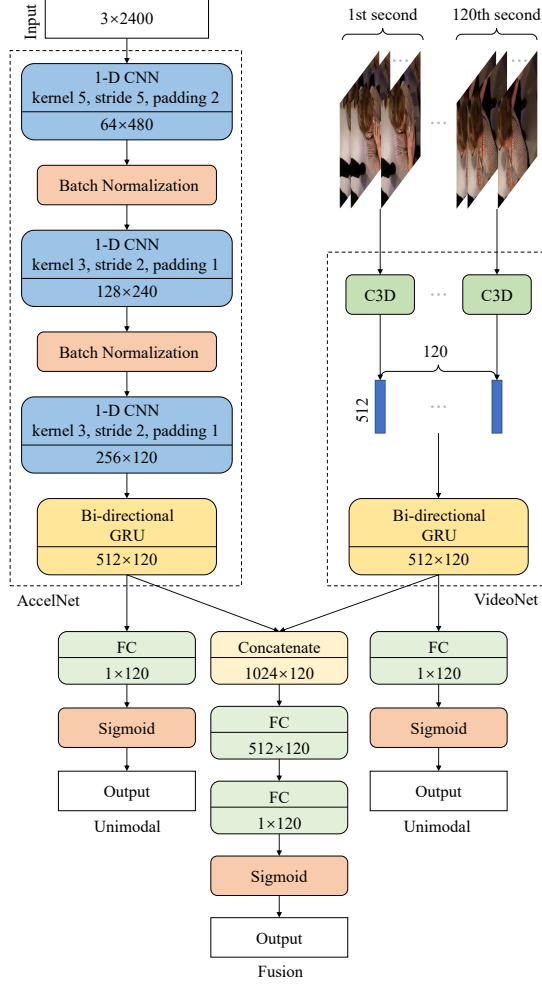 Input
3×2400
1-D CNN
kernel 5, stride 5, padding 2
64×480
Batch Normalization
1-D CNN
kernel 3, stride 2, padding 1
128×240
Batch Normalization
1-D CNN
kernel 3, stride 2, padding 1
256×120
Bi-directional
GRU
512×120
AccelNet
1st second
120th second
...
...
...
C3D
...
C3D
120
512
...
Bi-directional
GRU
512×120
VideoNet
FC
1×120
Sigmoid
Output
Unimodal
Concatenate
1024×120
FC
512×120
FC
1×120
Sigmoid
Output
Fusion
FC
1×120
Sigmoid
Output
Unimodal